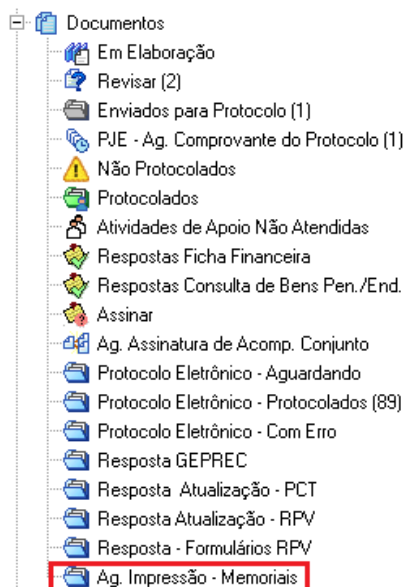 Documentos
Em Elaboração
Revisar (2)
Enviados para Protocolo (1)
PJE - Ag. Comprovante do Protocolo (1)
Não Protocolados
Protocolados
Atividades de Apoio Não Atendidas
Respostas Ficha Financeira
Respostas Consulta de Bens Pen./End.
Assinar
Ag. Assinatura de Acomp. Conjunto
Protocolo Eletrônico - Aguardando
Protocolo Eletrônico - Protocolados (89)
Protocolo Eletrônico - Com Erro
Resposta GEPREC
Resposta Atualização - PCT
Resposta Atualização - RPV
Resposta - Formulários RPV
Ag. Impressão - Memoriais